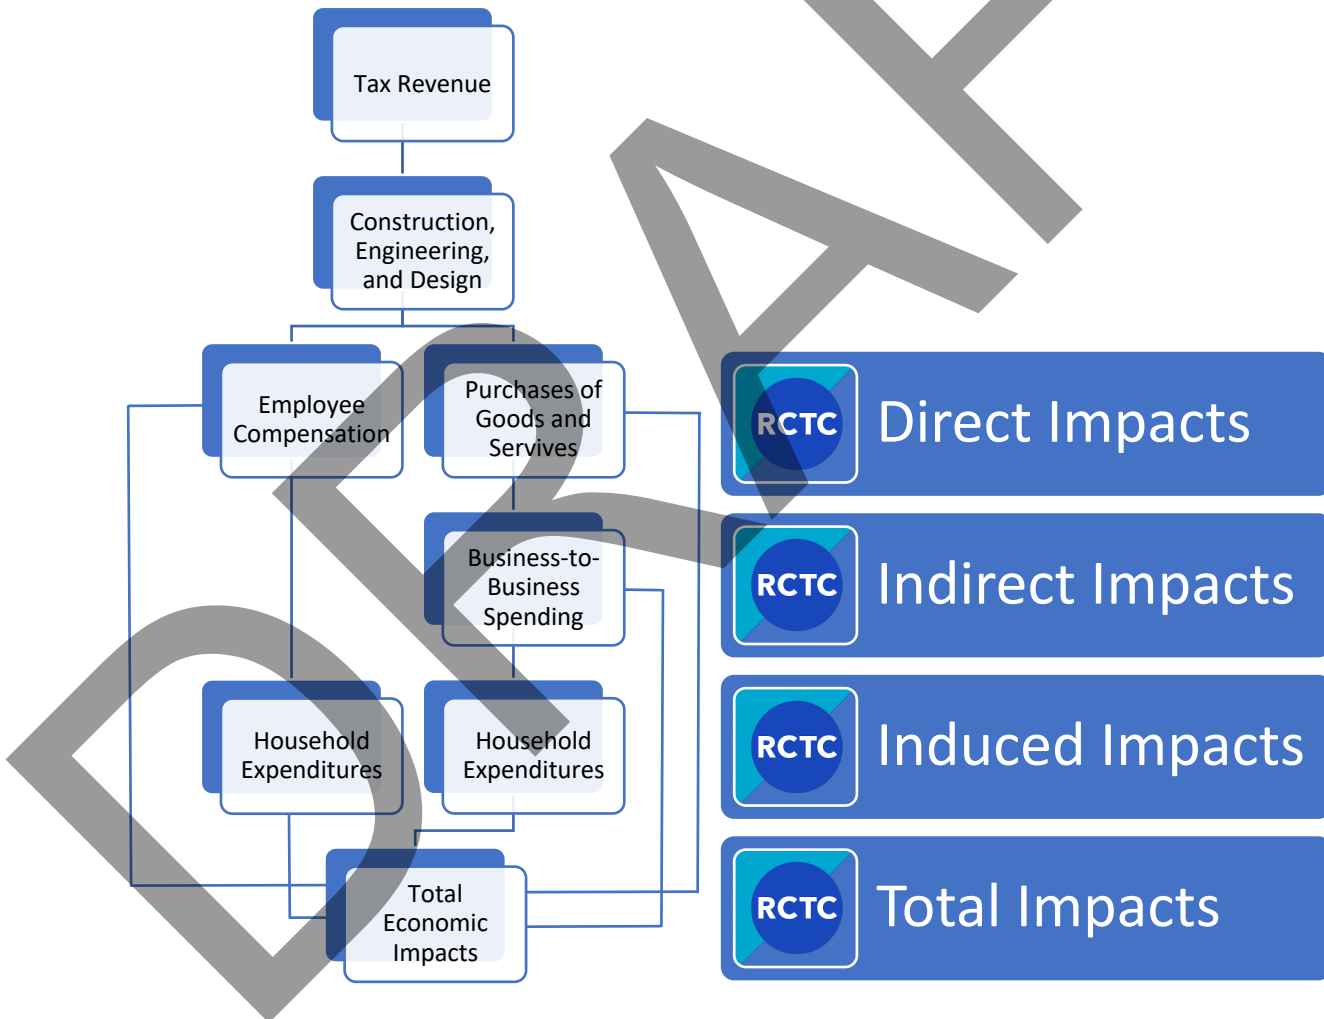 Tax Revenue
Construction,
Engineering,
and Design
Employee
Compensation
Purchases of
Goods and
Servives
Business-to-
Business
Spending
Household
Expenditures
Household
Expenditures
Total
Economic
Impacts
RCTC
Direct Impacts
RCTC
Indirect Impacts
RCTC
Induced Impacts
RCTC
Total Impacts
DRAF